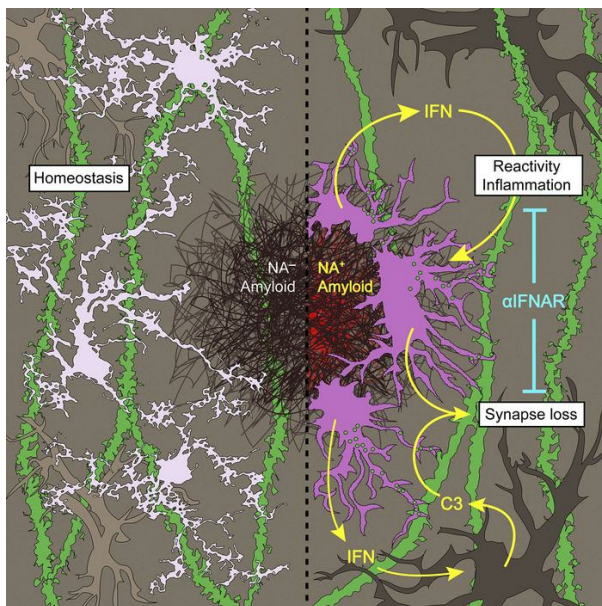 IFN
Reactivity
Inflammation
Homeostasis
NA⁻
Amyloid
NA⁺
Amyloid
αIFNAR
Synapse loss
C3
IFN